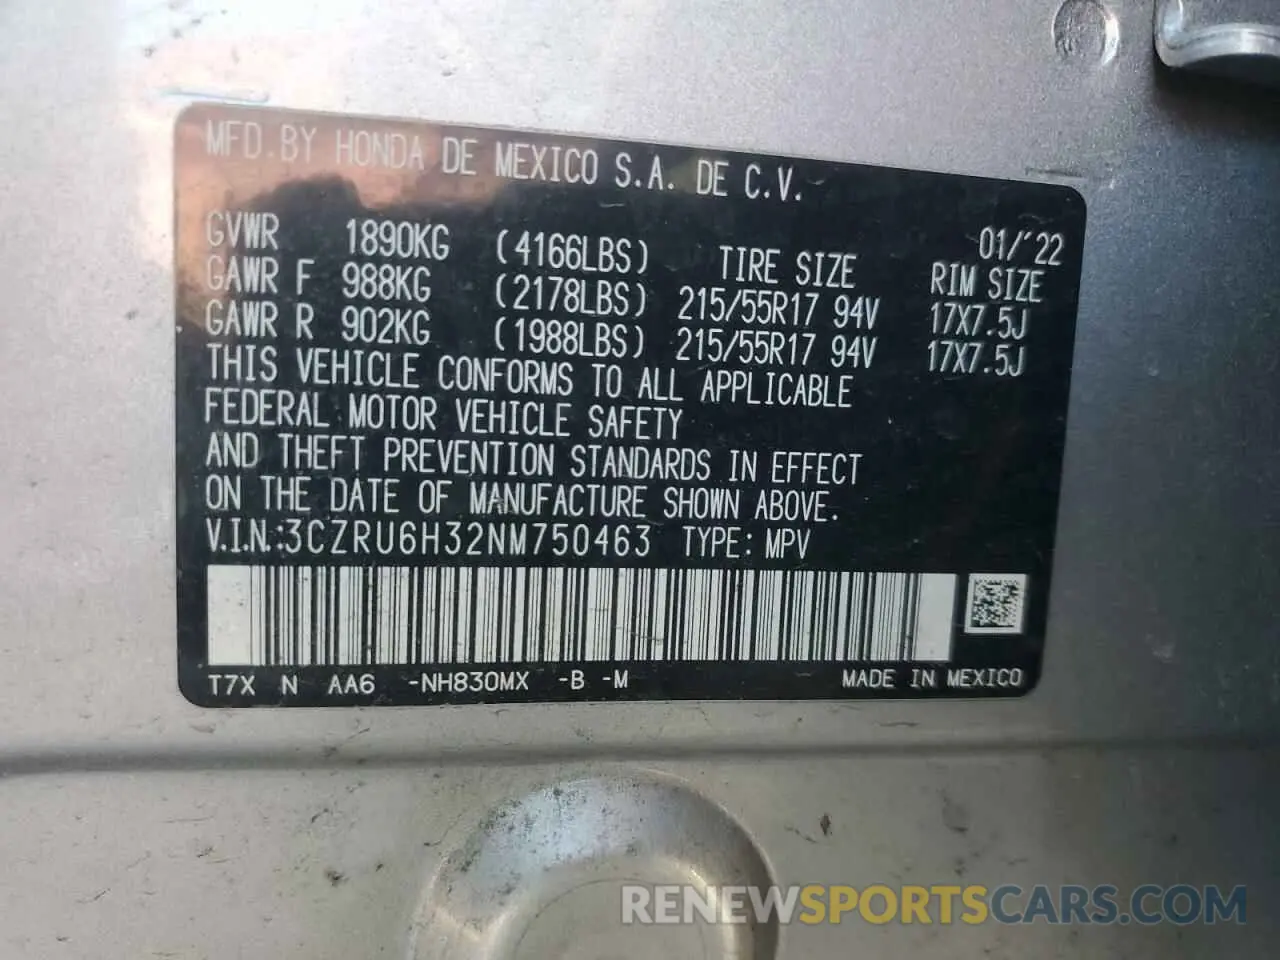 MFD.BY HONDA DE MEXICO S.A. DE C.V.
01/'22
GVWR 1890KG (4166LBS) TIRE SIZE RIM SIZE
GAWR F 988KG (2178LBS) 215/55R17 94V 17X7.5J
GAWR R 902KG (1988LBS) 215/55R17 94V 17X7.5J
THIS VEHICLE CONFORMS TO ALL APPLICABLE
FEDERAL MOTOR VEHICLE SAFETY
AND THEFT PREVENTION STANDARDS IN EFFECT
ON THE DATE OF MANUFACTURE SHOWN ABOVE.
V.I.N.:3CZRU6H32NM750463 TYPE: MPV
T7X N AA6 -NH830MX -B -M MADE IN MEXICO
RENEWSPORTSCARS.COM